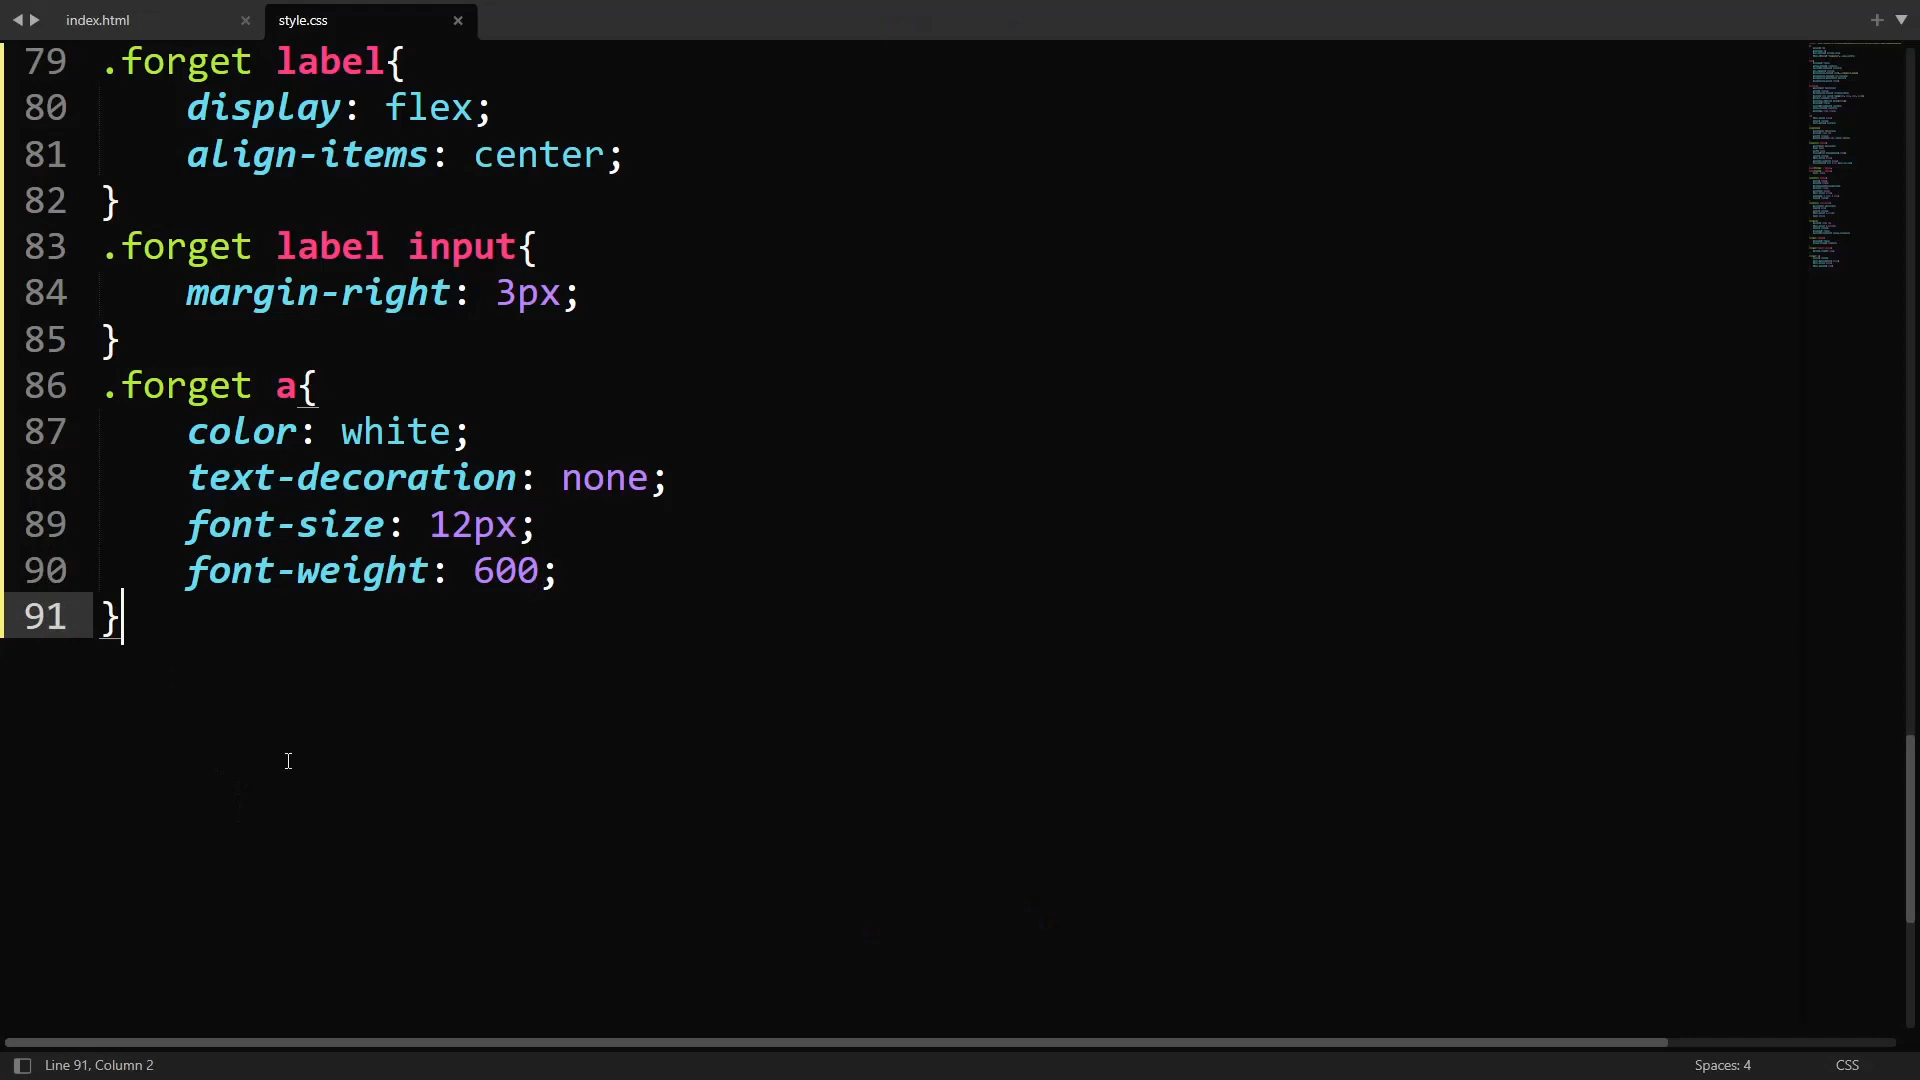 index.html
style.css
79 .forget label{
80     display: flex;
81     align-items: center;
82 }
83 .forget label input{
84     margin-right: 3px;
85 }
86 .forget a{
87     color: white;
88     text-decoration: none;
89     font-size: 12px;
90     font-weight: 600;
91 }
Line 91, Column 2
Spaces: 4
CSS